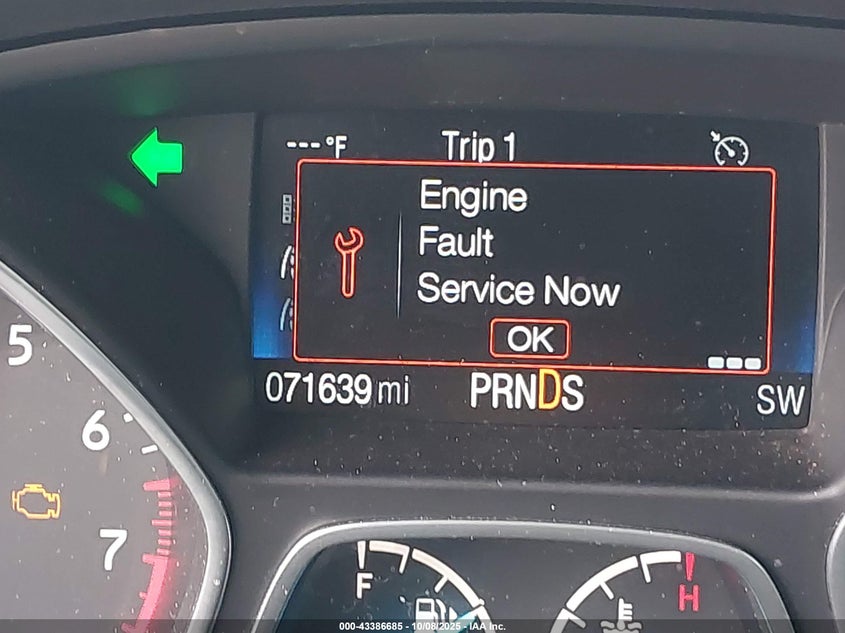 ---°F Trip 1
Engine
Fault
Service Now
OK
071639 mi PRNDS SW
5
6
7
F
H
000-43386685 - 10/08/2025 - IAA Inc.